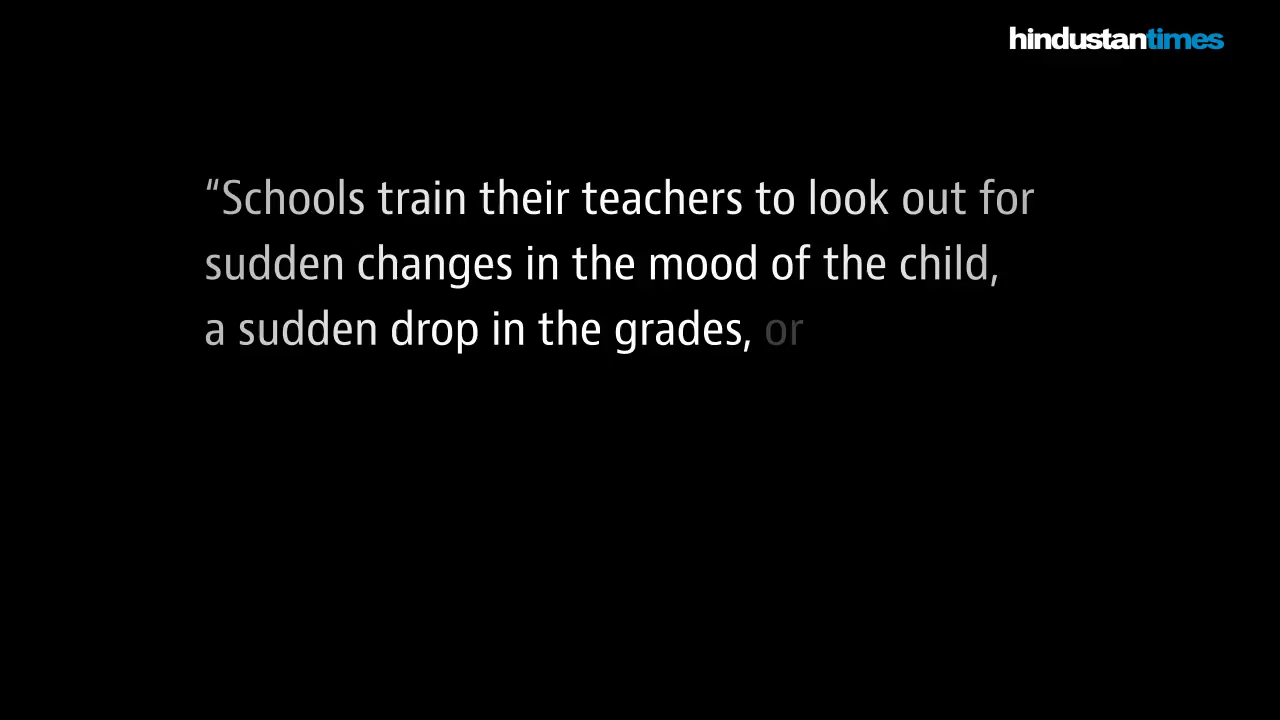 hindustantimes
“Schools train their teachers to look out for
sudden changes in the mood of the child,
a sudden drop in the grades, or